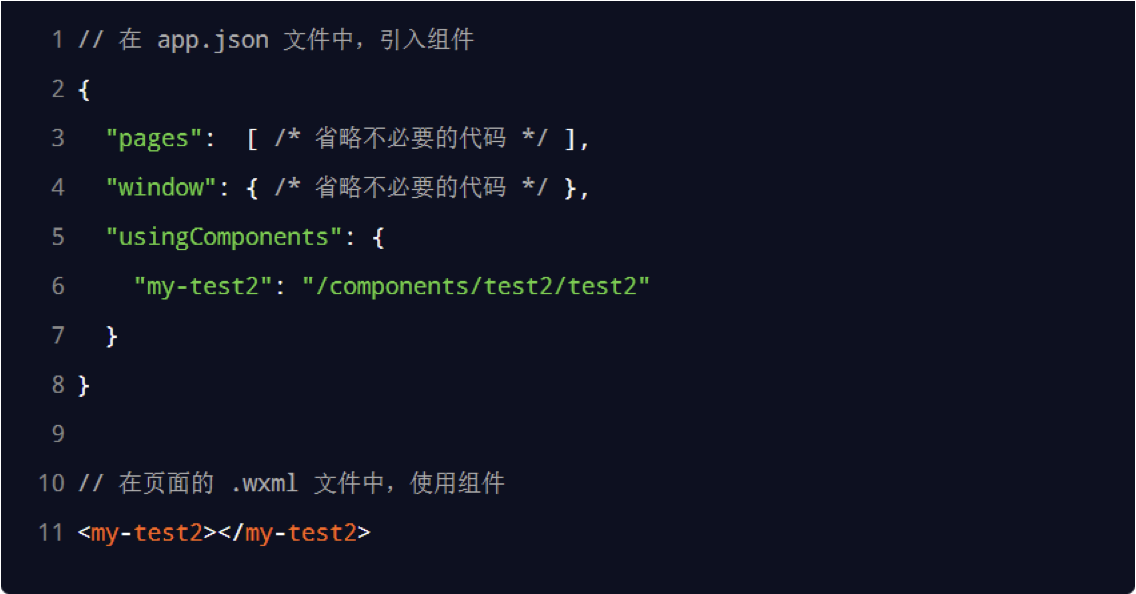 1 // 在 app.json 文件中，引入组件
2 {
3   "pages":  [ /* 省略不必要的代码 */ ],
4   "window": { /* 省略不必要的代码 */ },
5   "usingComponents": {
6     "my-test2": "/components/test2/test2"
7   }
8 }
9
10 // 在页面的 .wxml 文件中，使用组件
11 <my-test2></my-test2>